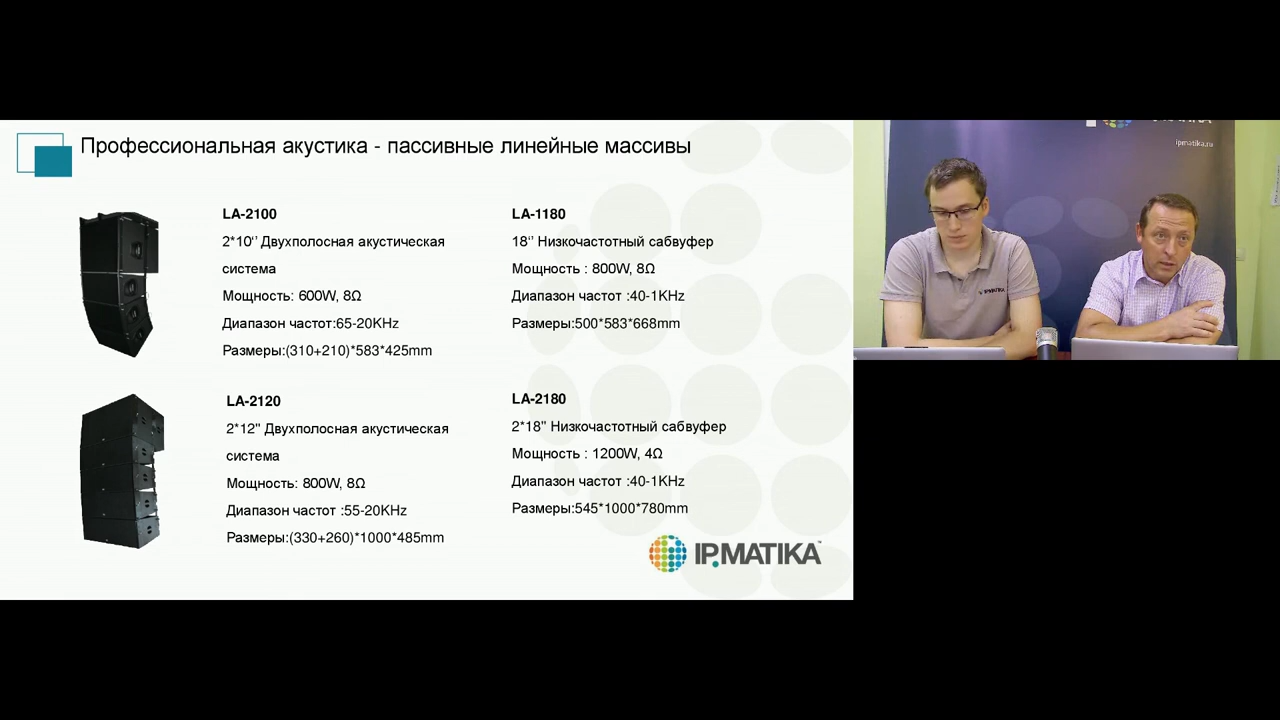 Профессиональная акустика - пассивные линейные массивы
LA-2100
2*10‘’ Двухполосная акустическая
система
Мощность: 600W, 8Ω
Диапазон частот:65-20KHz
Размеры:(310+210)*583*425mm
LA-1180
18‘’ Низкочастотный сабвуфер
Мощность : 800W, 8Ω
Диапазон частот :40-1KHz
Размеры:500*583*668mm
LA-2120
2*12" Двухполосная акустическая
система
Мощность: 800W, 8Ω
Диапазон частот :55-20KHz
Размеры:(330+260)*1000*485mm
LA-2180
2*18" Низкочастотный сабвуфер
Мощность : 1200W, 4Ω
Диапазон частот :40-1KHz
Размеры:545*1000*780mm
IP.MATIKA™
ipmatika.ru
IPMATIKA